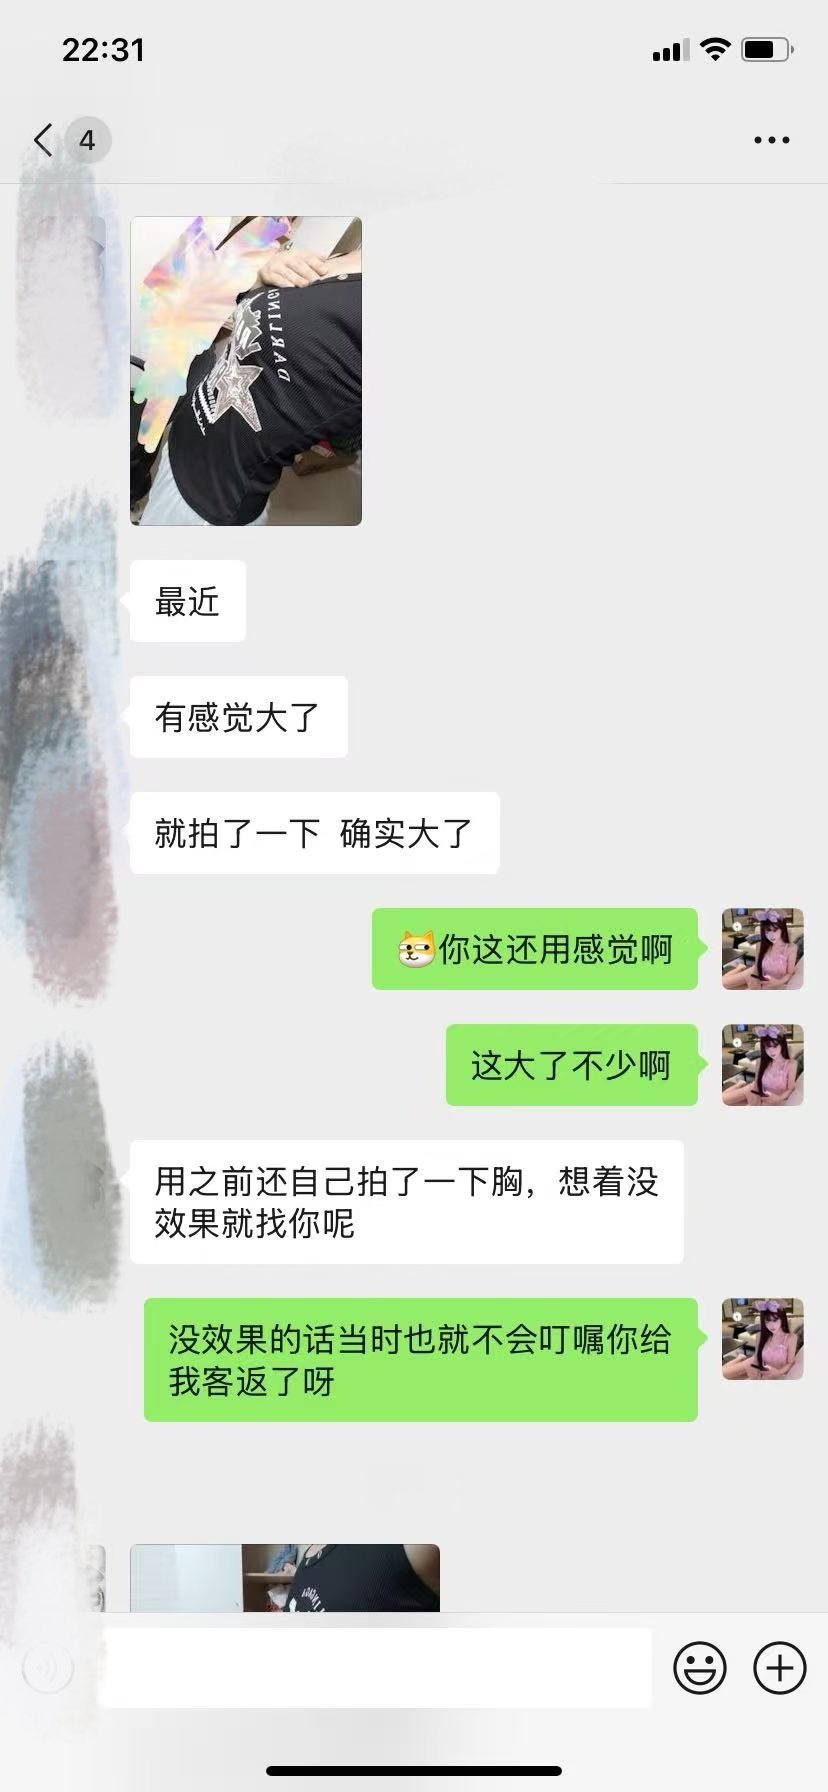 22:31
4
DARLING
最近
有感觉大了
就拍了一下 确实大了
你这还用感觉啊
这大了不少啊
用之前还自己拍了一下胸，想着没
效果就找你呢
没效果的话当时也就不会叮嘱你给
我客返了呀